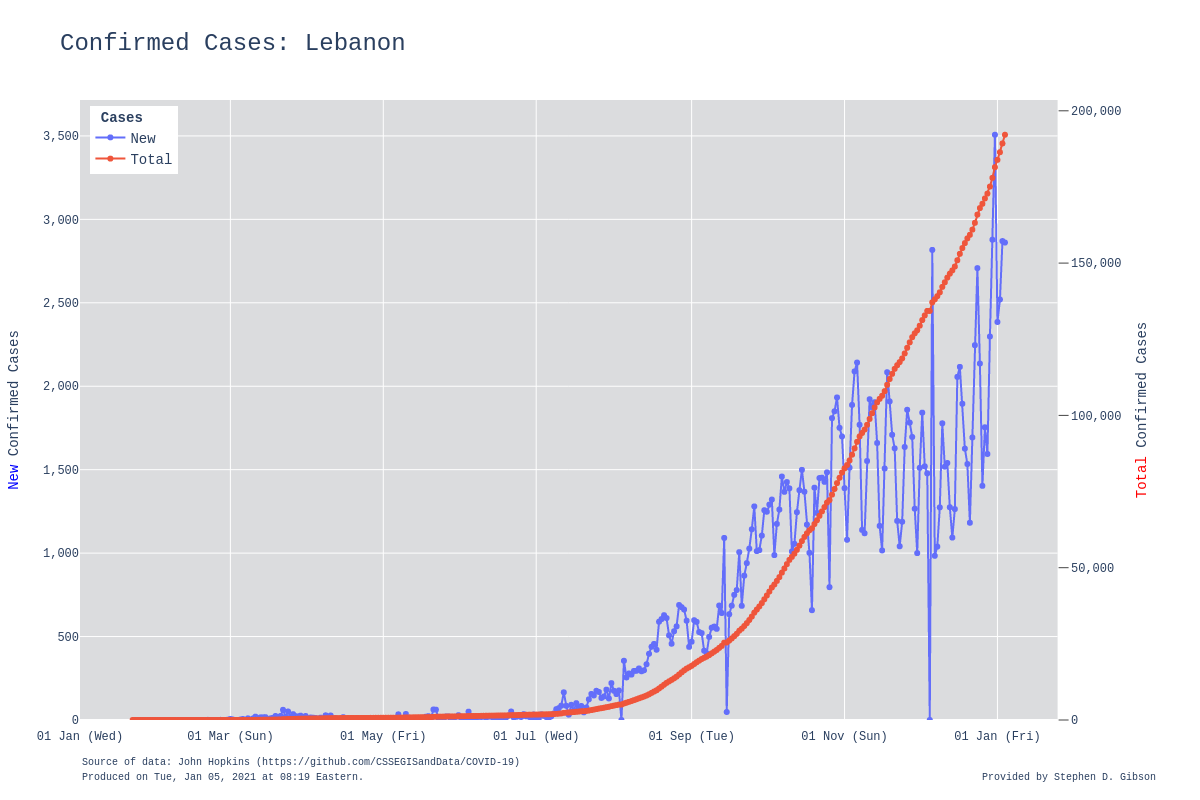 Confirmed Cases: Lebanon
Cases
New
Total
3,500
3,000
2,500
2,000
1,500
1,000
500
0
200,000
150,000
100,000
50,000
0
New Confirmed Cases
Total Confirmed Cases
01 Jan (Wed)
01 Mar (Sun)
01 May (Fri)
01 Jul (Wed)
01 Sep (Tue)
01 Nov (Sun)
01 Jan (Fri)
Source of data: John Hopkins (https://github.com/CSSEGISandData/COVID-19)
Produced on Tue, Jan 05, 2021 at 08:19 Eastern.
Provided by Stephen D. Gibson